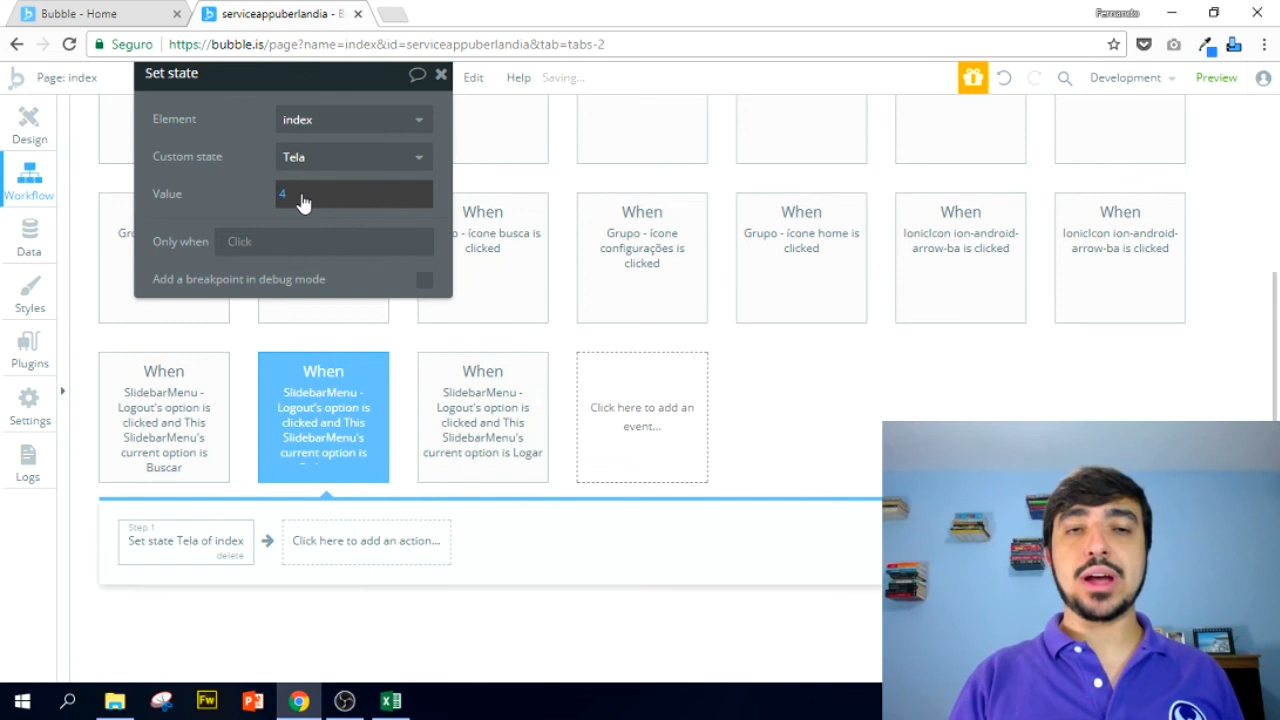 Bubble - Home
serviceappuberlandia - B
Fernando
Seguro
https://bubble.is/page?name=index&id=serviceappuberlandia&tab=tabs-2
Page: index
Set state
Edit
Help
Saving...
Development
Preview
Design
Workflow
Data
Styles
Plugins
Settings
Logs
Element
index
Custom state
Tela
Value
4
Only when
Click
Add a breakpoint in debug mode
When
o - ícone busca is
clicked
When
Grupo - ícone
configurações is
clicked
When
Grupo - ícone home is
clicked
When
IonicIcon ion-android-
arrow-ba is clicked
When
IonicIcon ion-android-
arrow-ba is clicked
When
SlidebarMenu -
Logout's option is
clicked and This
SlidebarMenu's
current option is
Buscar
When
SlidebarMenu -
Logout's option is
clicked and This
SlidebarMenu's
current option is
When
SlidebarMenu -
Logout's option is
clicked and This
SlidebarMenu's
current option is Logar
Click here to add an
event...
Step 1
Set state Tela of index
delete
Click here to add an action...
Fw